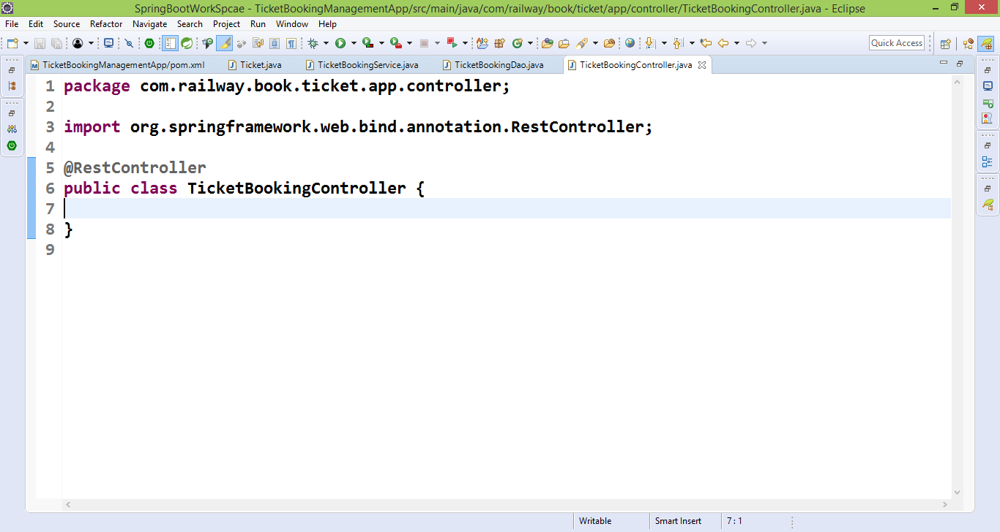 SpringBootWorkSpcae - TicketBookingManagementApp/src/main/java/com/railway/book/ticket/app/controller/TicketBookingController.java - Eclipse
File Edit Source Refactor Navigate Search Project Run Window Help
Quick Access
TicketBookingManagementApp/pom.xml Ticket.java TicketBookingService.java TicketBookingDao.java TicketBookingController.java
1 package com.railway.book.ticket.app.controller;
2
3 import org.springframework.web.bind.annotation.RestController;
4
5 @RestController
6 public class TicketBookingController {
7
8 }
9
Writable Smart Insert 7 : 1